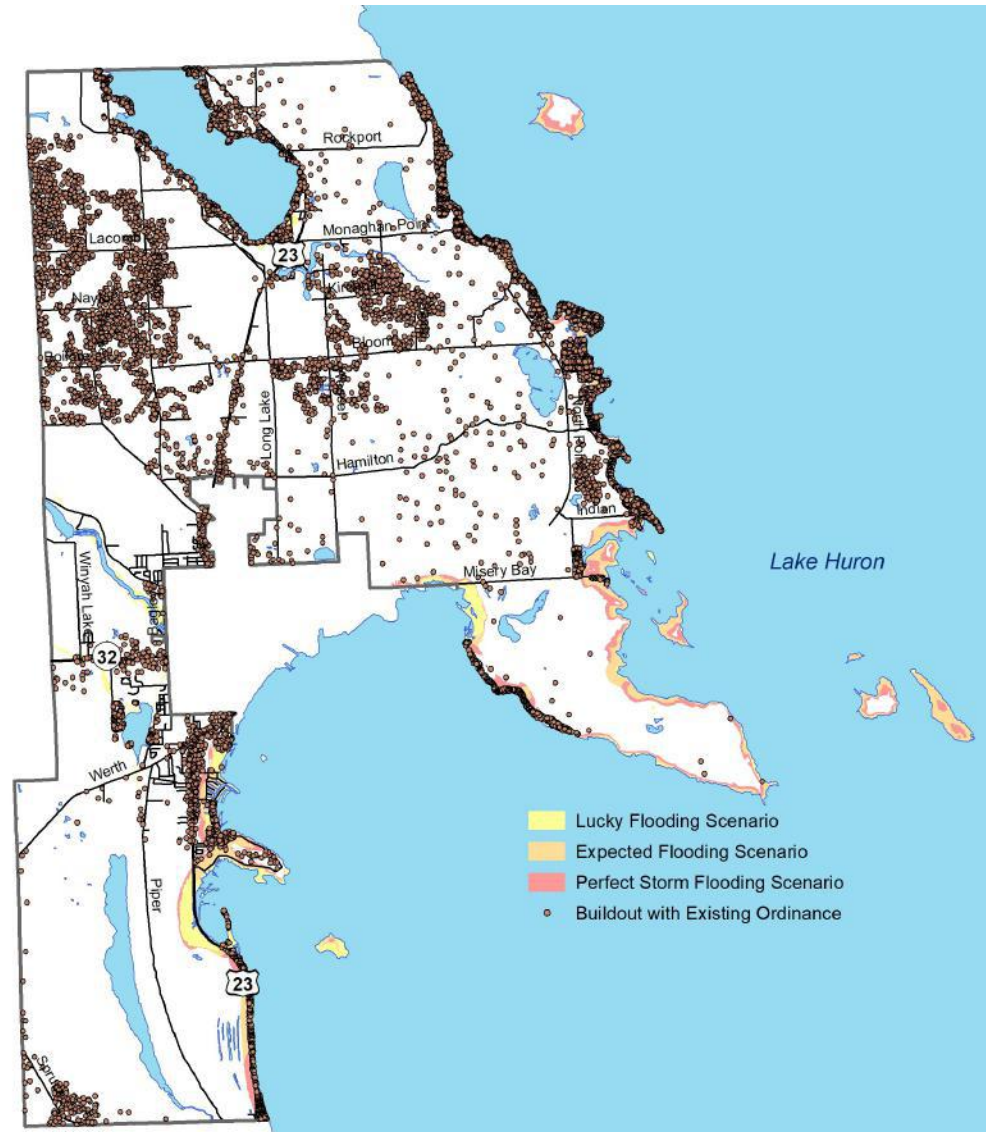 Rockport
Monaghan Point
Lacomb
23
Naylor
Bloom
Long Lake
Hamilton
Indian
Misery Bay
Lake Huron
Winyah Lake
32
Werth
Lucky Flooding Scenario
Expected Flooding Scenario
Perfect Storm Flooding Scenario
Buildout with Existing Ordinance
Piper
23